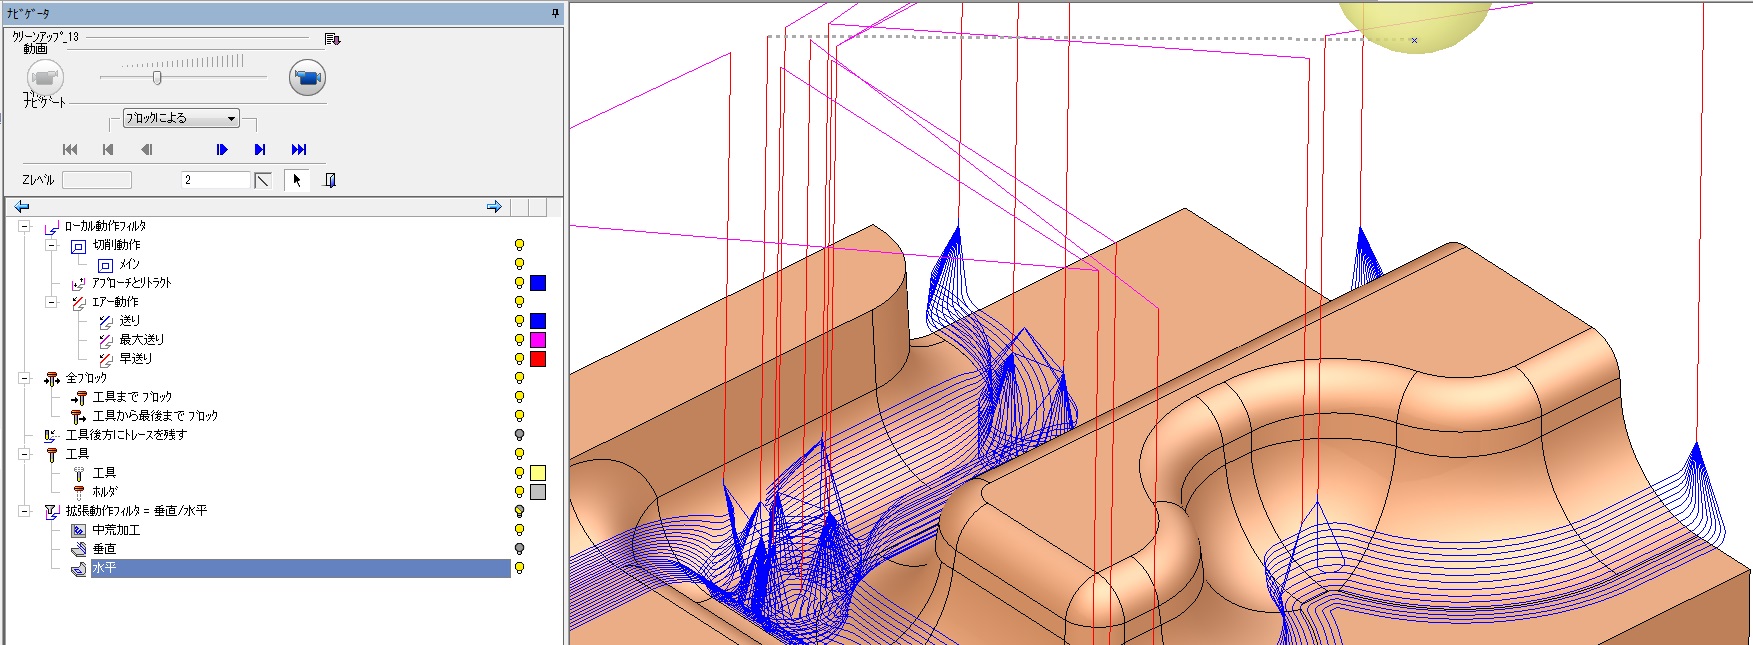 ナビゲータ
クリーンアップ_13
動画
ナビゲート
ブロックによる
Zレベル
2
ローカル動作フィルタ
切削動作
メイン
アプローチとリトラクト
エアー動作
送り
最大送り
早送り
全ブロック
工具まで ブロック
工具から最後まで ブロック
工具後方にトレースを残す
工具
工具
ホルダ
拡張動作フィルタ = 垂直/水平
中荒加工
垂直
水平